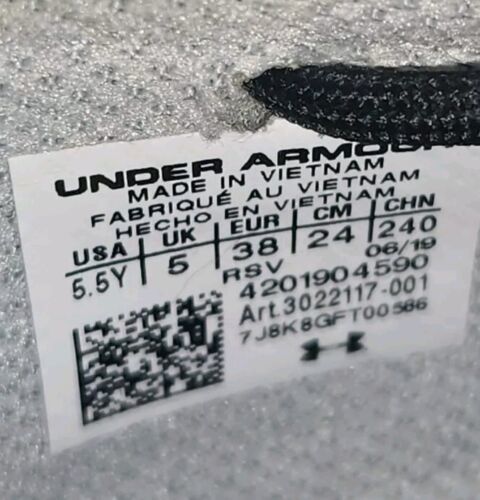 UNDER ARMOUR
MADE IN VIETNAM
FABRIQUÉ AU VIETNAM
HECHO EN VIETNAM
USA UK EUR CM CHN
5.5Y 5 38 24 240
RSV 06/19
4201904590
Art.3022117-001
7J8K8GFT00586